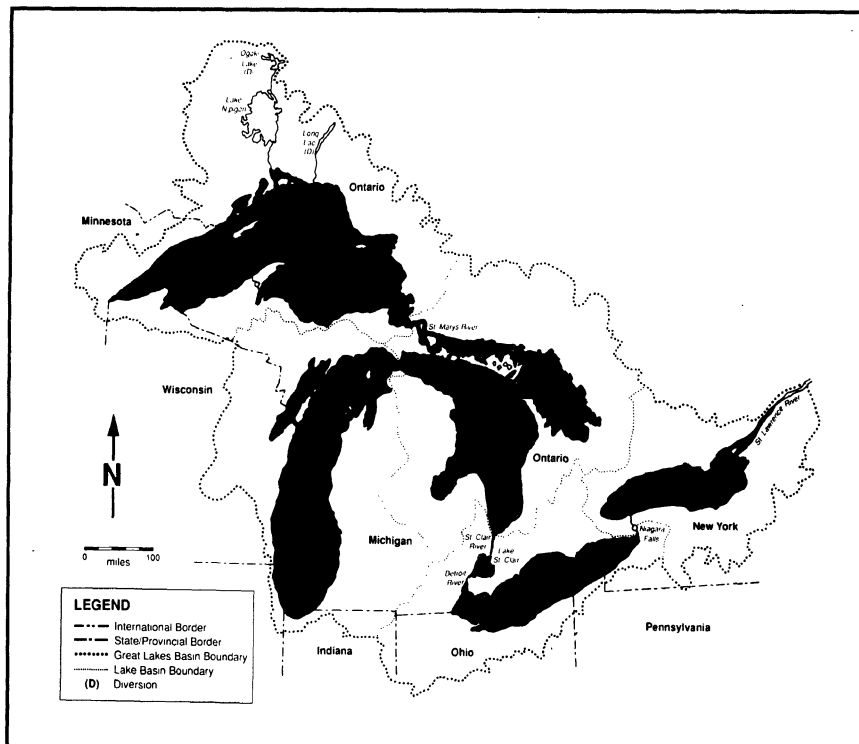 Ogoki
Lake
(D)
Lake
Nipigon
Long
Lac
(D)
Ontario
Minnesota
St Marys River
Wisconsin
St Lawrence River
N
Ontario
New York
Niagara
Falls
Michigan
St Clair
River
Lake
St Clair
Detroit
River
0 100
miles
Pennsylvania
Indiana
Ohio
LEGEND
International Border
State/Provincial Border
Great Lakes Basin Boundary
Lake Basin Boundary
(D) Diversion